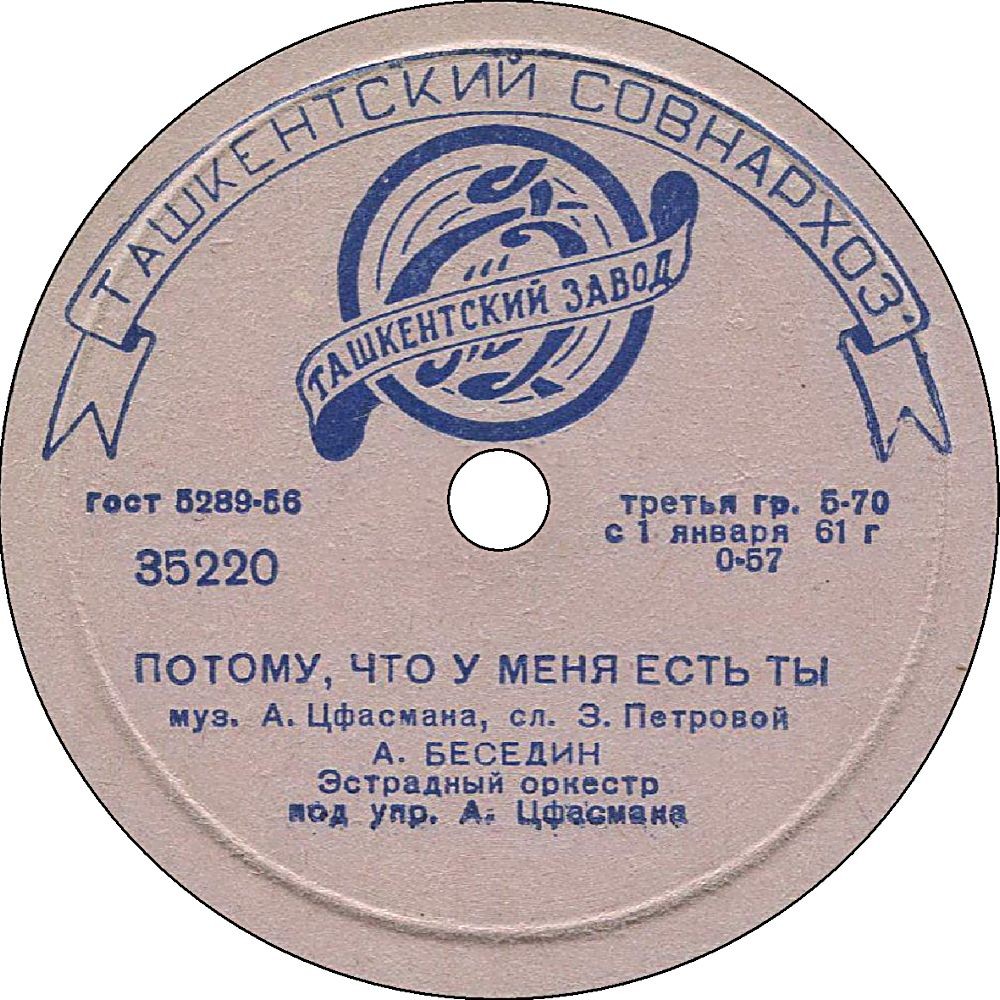 ТАШКЕНТСКИЙ СОВНАРХОЗ
ТАШКЕНТСКИЙ ЗАВОД
гост 5289-56
35220
третья гр. 5-70
с 1 января 61 г
0-57
ПОТОМУ, ЧТО У МЕНЯ ЕСТЬ ТЫ
муз. А. Цфасмана, сл. З. Петровой
А. БЕСЕДИН
Эстрадный оркестр
под упр. А. Цфасмана